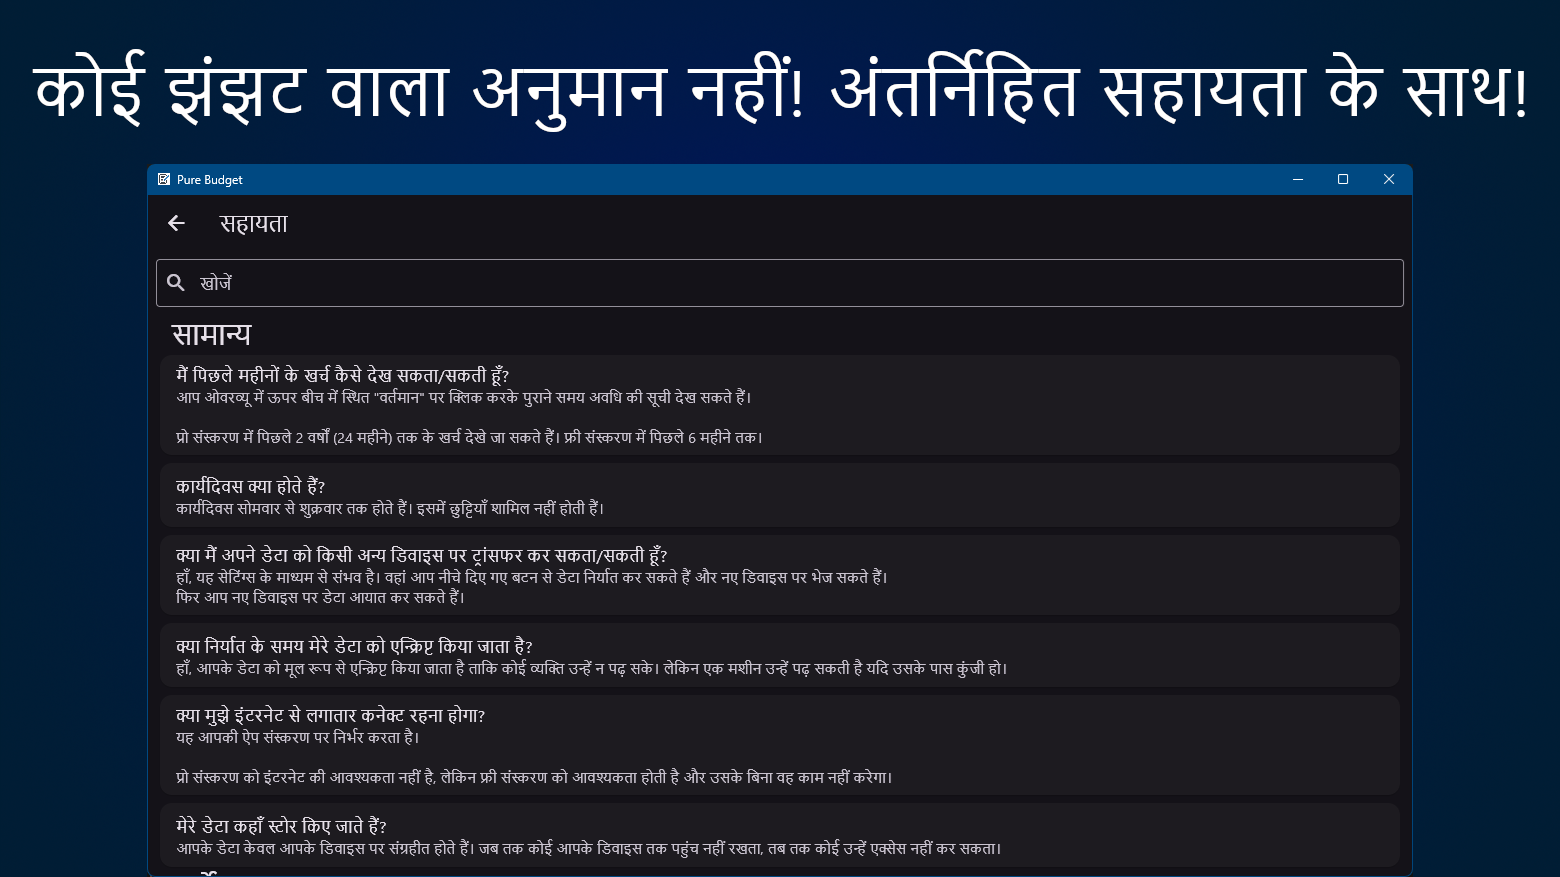 कोई झंझट वाला अनुमान नहीं! अंतर्निहित सहायता के साथ!
Pure Budget
सहायता
खोजें
सामान्य
मैं पिछले महीनों के खर्च कैसे देख सकता/सकती हूँ?
आप ओवरव्यू में ऊपर बीच में स्थित "वर्तमान" पर क्लिक करके पुराने समय अवधि की सूची देख सकते हैं।
प्रो संस्करण में पिछले 2 वर्षों (24 महीने) तक के खर्च देखे जा सकते हैं। फ्री संस्करण में पिछले 6 महीने तक।
कार्यदिवस क्या होते हैं?
कार्यदिवस सोमवार से शुक्रवार तक होते हैं। इसमें छुट्टियाँ शामिल नहीं होती हैं।
क्या मैं अपने डेटा को किसी अन्य डिवाइस पर ट्रांसफर कर सकता/सकती हूँ?
हाँ, यह सेटिंग्स के माध्यम से संभव है। वहां आप नीचे दिए गए बटन से डेटा निर्यात कर सकते हैं और नए डिवाइस पर भेज सकते हैं।
फिर आप नए डिवाइस पर डेटा आयात कर सकते हैं।
क्या निर्यात के समय मेरे डेटा को एन्क्रिप्ट किया जाता है?
हाँ, आपके डेटा को मूल रूप से एन्क्रिप्ट किया जाता है ताकि कोई व्यक्ति उन्हें न पढ़ सके। लेकिन एक मशीन उन्हें पढ़ सकती है यदि उसके पास कुंजी हो।
क्या मुझे इंटरनेट से लगातार कनेक्ट रहना होगा?
यह आपकी ऐप संस्करण पर निर्भर करता है।
प्रो संस्करण को इंटरनेट की आवश्यकता नहीं है, लेकिन फ्री संस्करण को आवश्यकता होती है और उसके बिना वह काम नहीं करेगा।
मेरे डेटा कहाँ स्टोर किए जाते हैं?
आपके डेटा केवल आपके डिवाइस पर संग्रहीत होते हैं। जब तक कोई आपके डिवाइस तक पहुंच नहीं रखता, तब तक कोई उन्हें एक्सेस नहीं कर सकता।